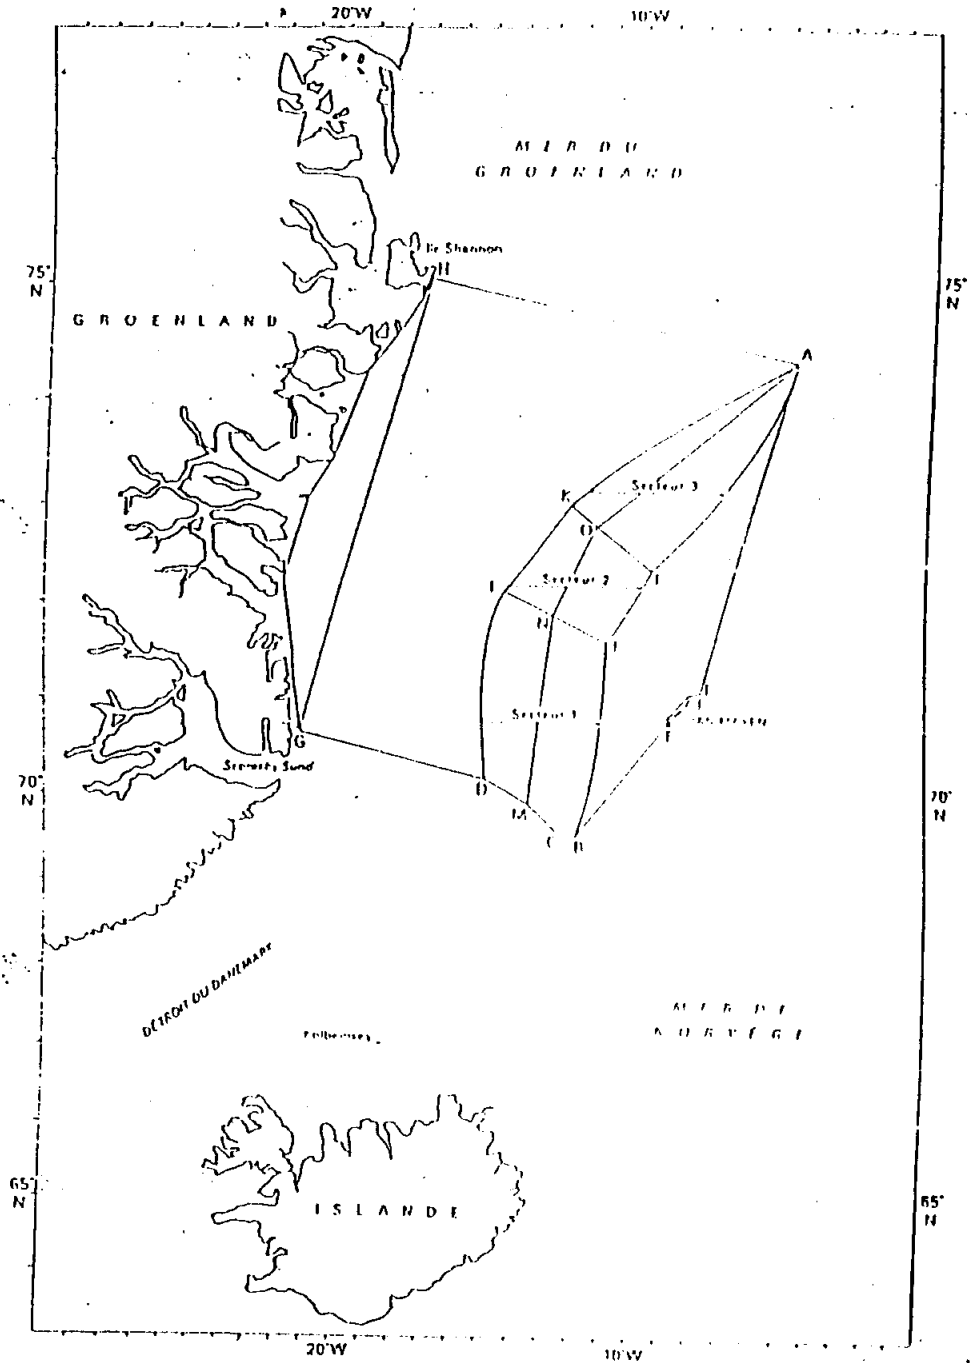 20°W
10°W
MER DU
GROENLAND
Ile Shannon
H
75°
N
75°
N
GROENLAND
A
Secteur 3
K
O
Secteur 2
N
Secteur 1
G
Scoresby Sund
D
70°
N
70°
N
M
C
B
DÉTROIT DU DANEMARK
MER DE
NORVÈGE
65°
N
ISLANDE
65°
N
20°W
10°W